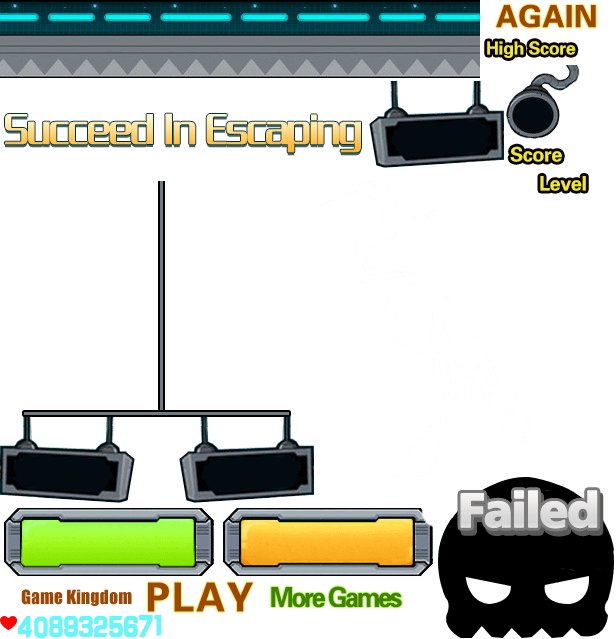 AGAIN
High Score
Succeed In Escaping
Score
Level
Failed
Game Kingdom
PLAY
More Games
4089325671